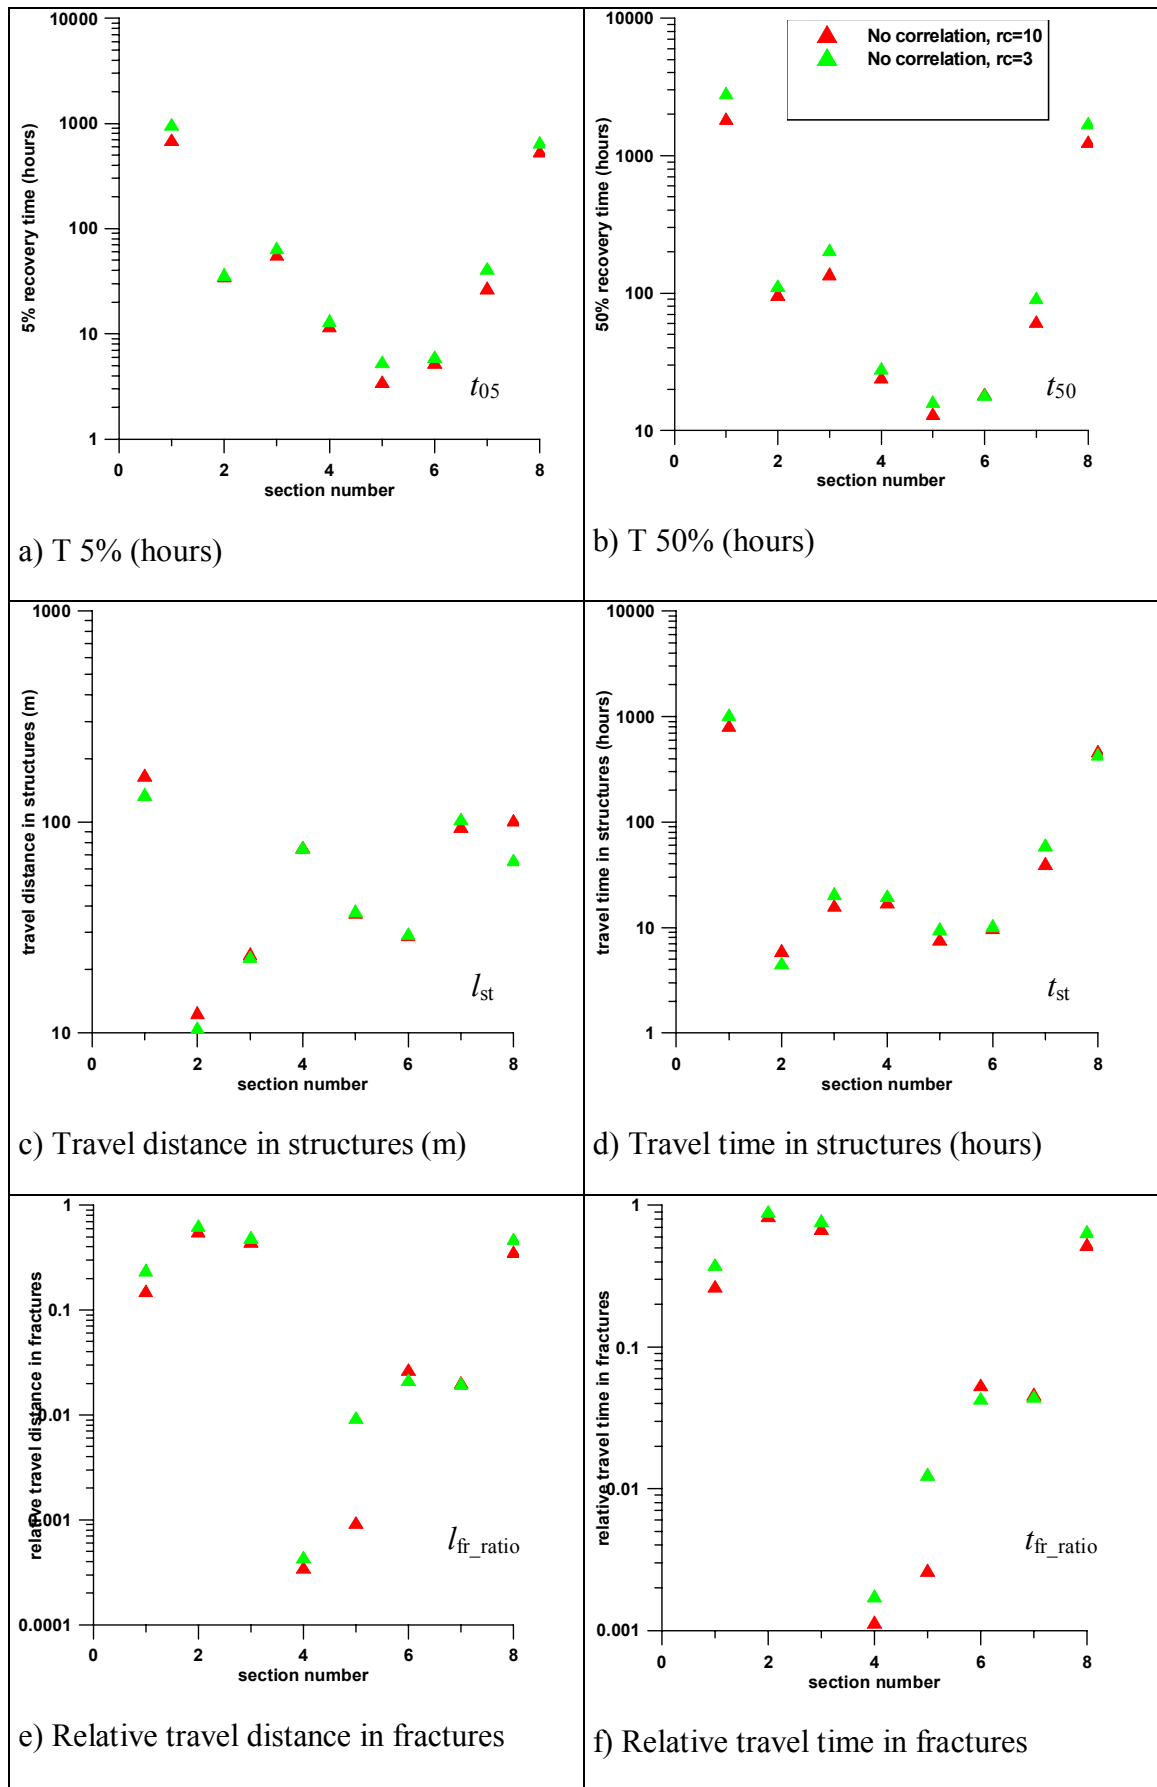 10000
1000
100
10
1
0
2
4
6
8
5% recovery time (hours)
section number
t05
a) T 5% (hours)
No correlation, rc=10
No correlation, rc=3
10000
1000
100
10
0
2
4
6
8
50% recovery time (hours)
section number
t50
b) T 50% (hours)
1000
100
10
0
2
4
6
8
travel distance in structures (m)
section number
lst
c) Travel distance in structures (m)
10000
1000
100
10
1
0
2
4
6
8
travel time in structures (hours)
section number
tst
d) Travel time in structures (hours)
1
0.1
0.01
0.001
0.0001
0
2
4
6
8
relative travel distance in fractures
section number
lfr_ratio
e) Relative travel distance in fractures
1
0.1
0.01
0.001
0
2
4
6
8
relative travel time in fractures
section number
tfr_ratio
f) Relative travel time in fractures